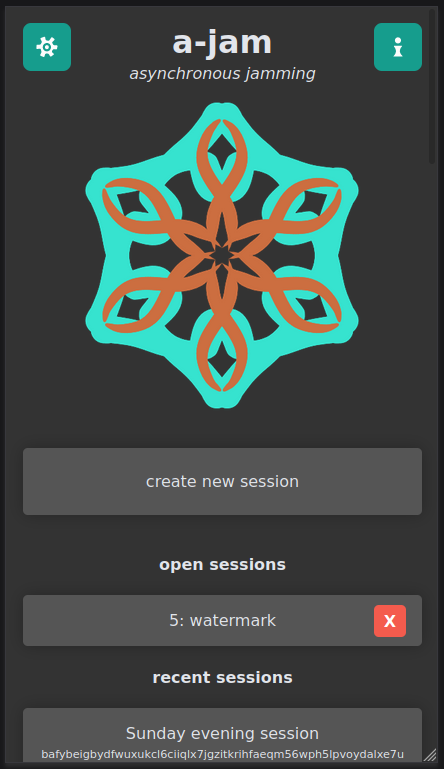 a-jam
asynchronous jamming
create new session
open sessions
5: watermark
X
recent sessions
Sunday evening session
bafybeigbydfwuxukcl6ciiqlx7jgzitkrihfaeqm56wph5lpvoydalxe7u